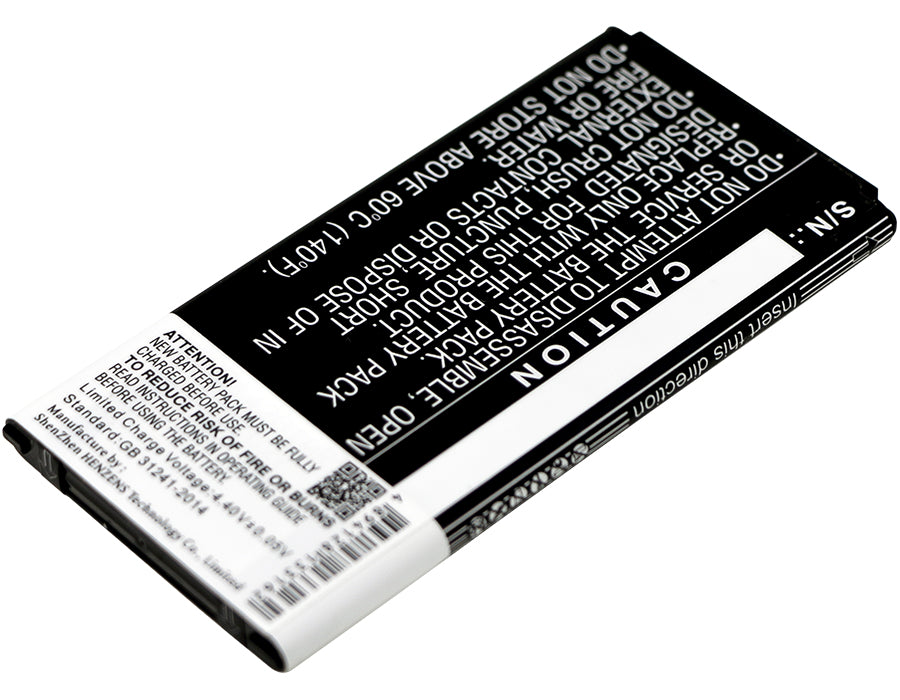 S/N.:
CAUTION
•DO NOT ATTEMPT TO DISASSEMBLE, OPEN
OR SERVICE THE BATTERY PACK.
•REPLACE ONLY WITH THE BATTERY PACK
DESIGNATED FOR THIS PRODUCT.
•DO NOT CRUSH, PUNCTURE, SHORT
EXTERNAL CONTACTS OR DISPOSE OF IN
FIRE OR WATER.
•DO NOT STORE ABOVE 60°C (140°F).
Insert this direction
ATTENTION!
NEW BATTERY PACK MUST BE FULLY
CHARGED BEFORE USE.
TO REDUCE RISK OF FIRE OR BURNS
READ INSTRUCTIONS IN OPERATING GUIDE
BEFORE USING THE BATTERY.
Limited Charge Voltage:4.40V±0.05V
Standard:GB 31241-2014
Manufacture by:
ShenZhen HENZENS Technology Co., Limited